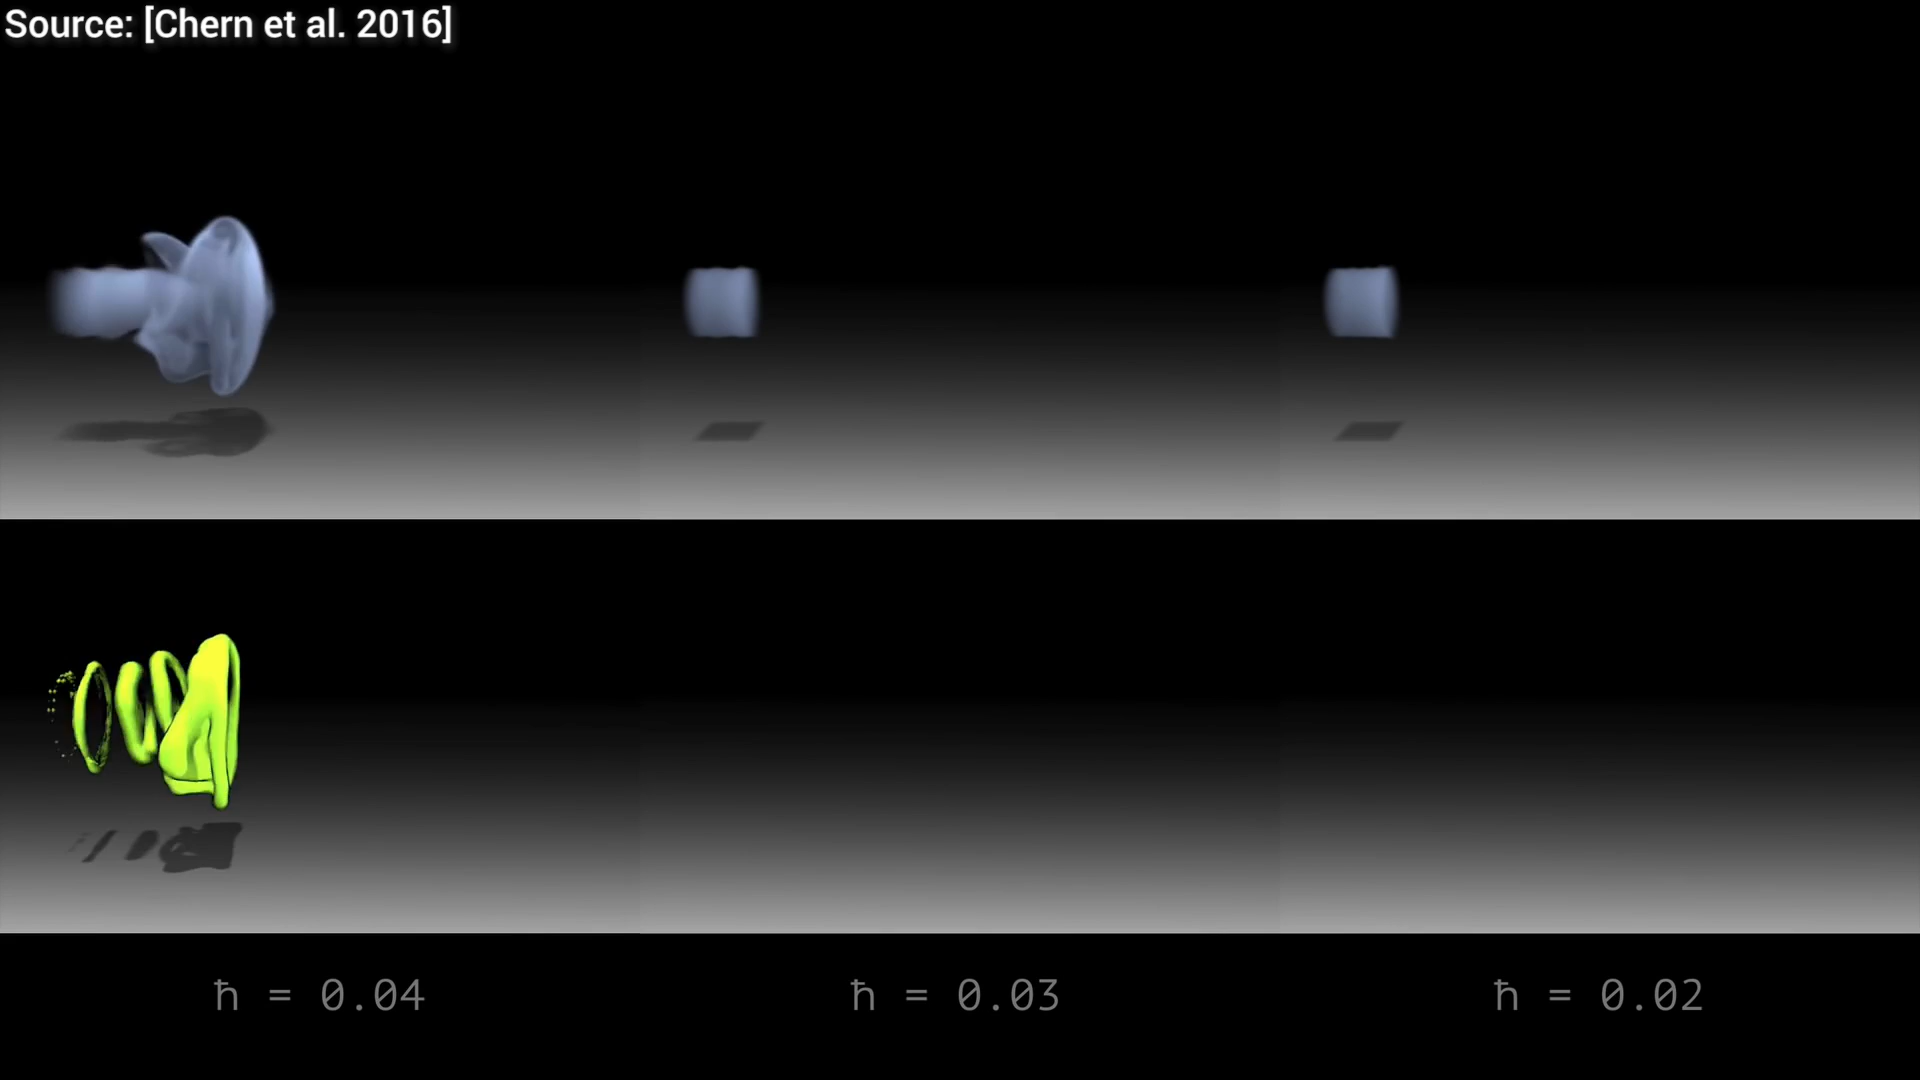 Source: [Chern et al. 2016]
ħ = 0.04
ħ = 0.03
ħ = 0.02